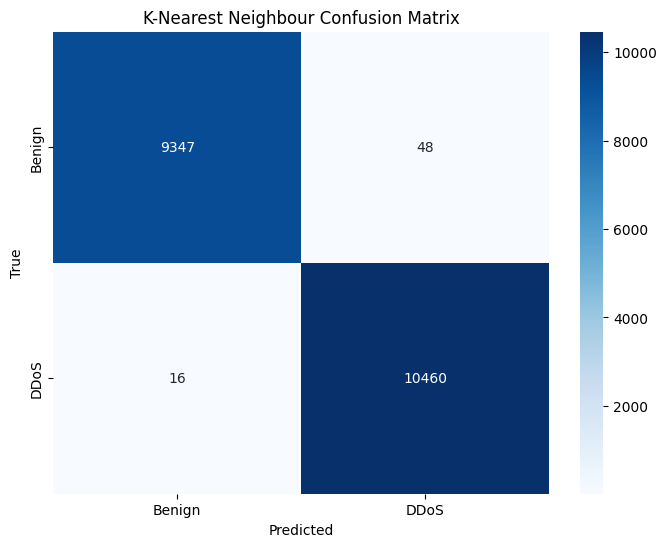 K-Nearest Neighbour Confusion Matrix
True
Benign
DDoS
9347
48
16
10460
Benign
DDoS
Predicted
10000
8000
6000
4000
2000